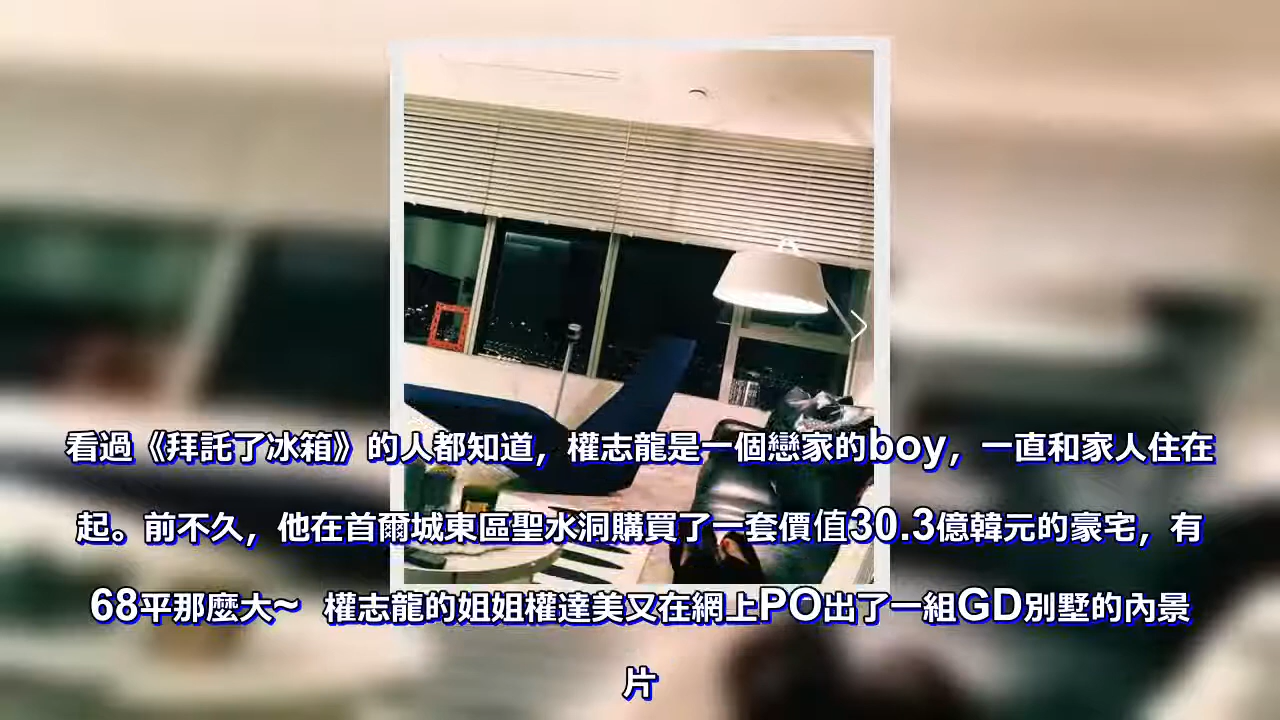 看過《拜託了冰箱》的人都知道，權志龍是一個戀家的boy，一直和家人住在
起。前不久，他在首爾城東區聖水洞購買了一套價值30.3億韓元的豪宅，有
68平那麼大~ 權志龍的姐姐權達美又在網上PO出了一組GD別墅的內景
片